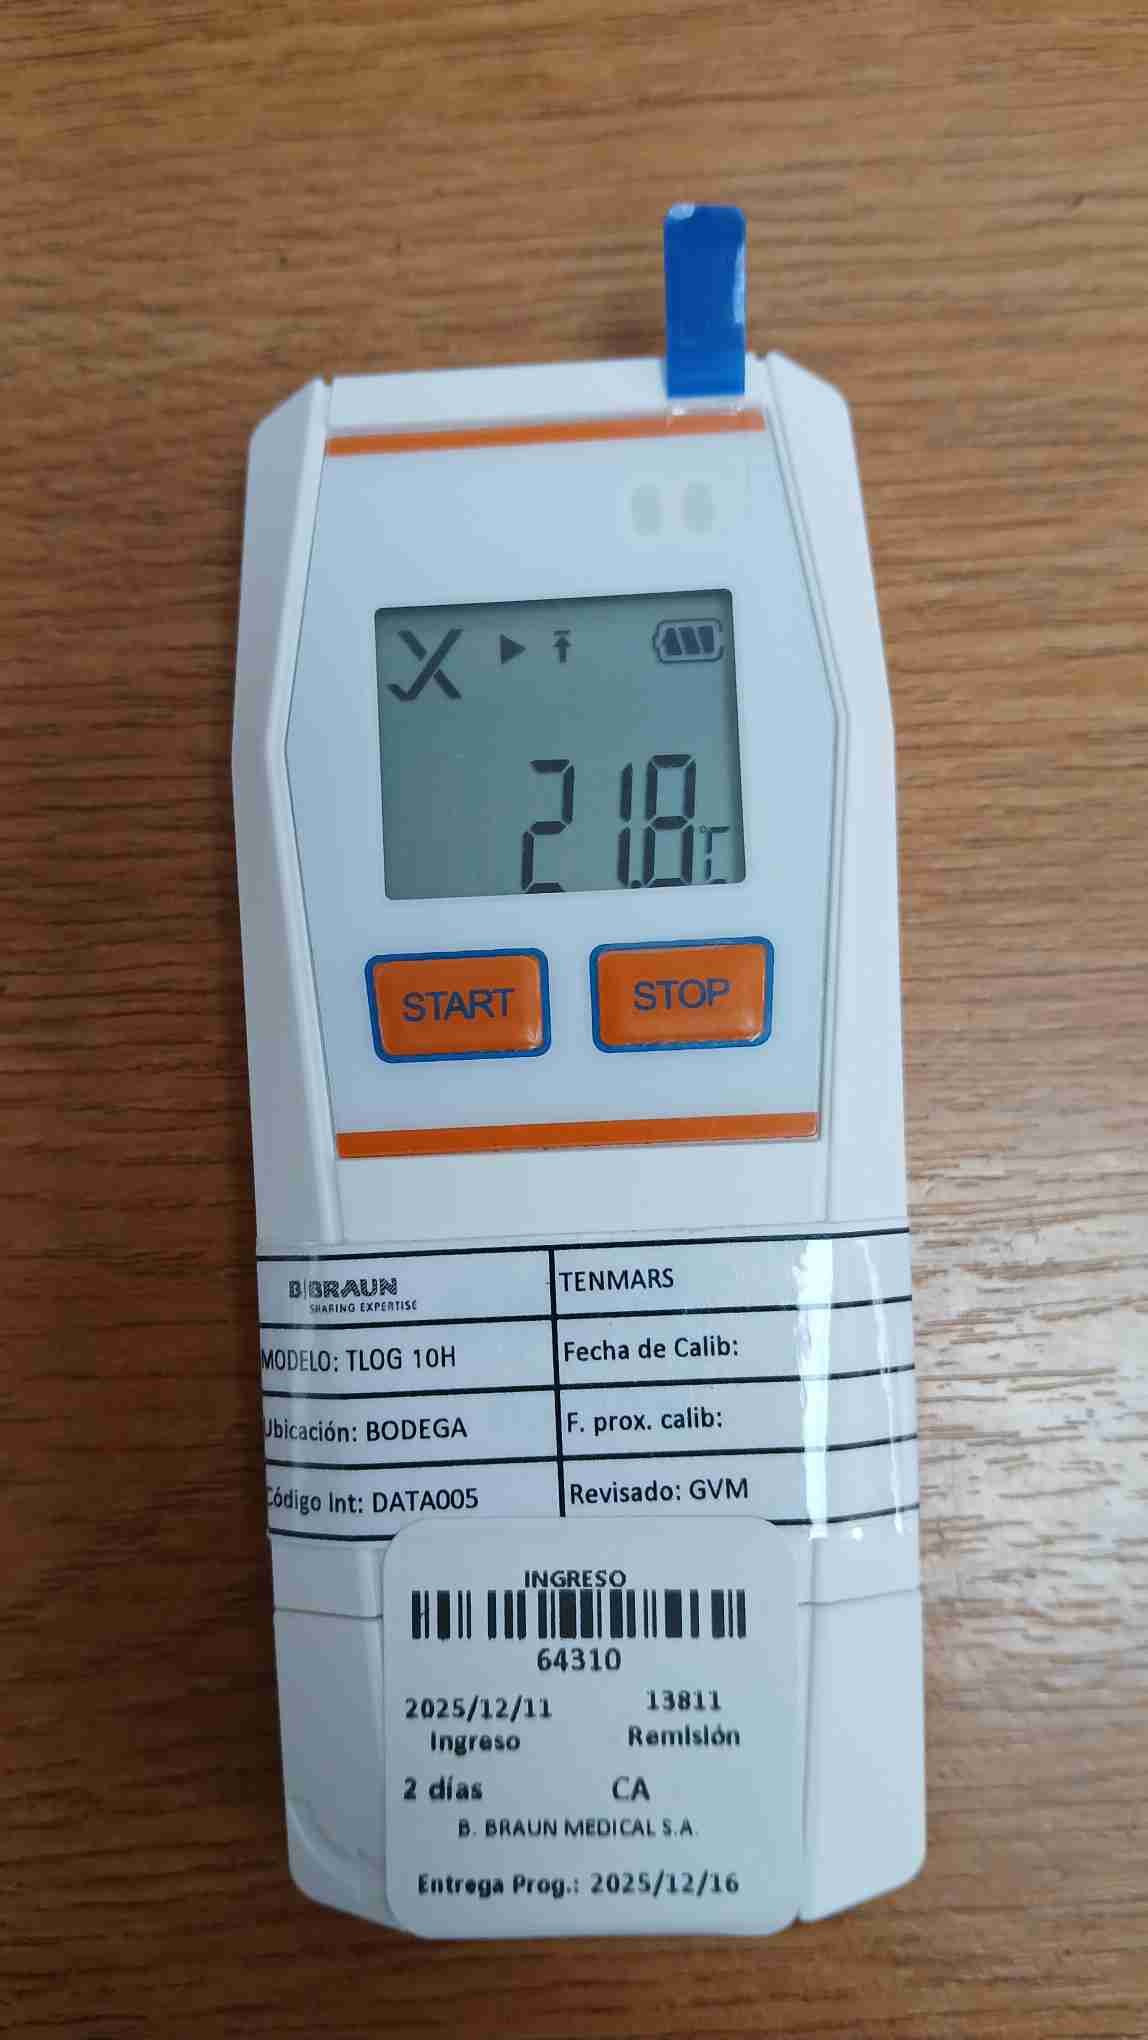 21.8°C
START STOP
B|BRAUN
SHARING EXPERTISE
TENMARS
MODELO: TLOG 10H
Fecha de Calib:
Ubicación: BODEGA
F. prox. calib:
Código Int: DATA005
Revisado: GVM
INGRESO
64310
2025/12/11 13811
Ingreso Remisión
2 días CA
B. BRAUN MEDICAL S.A.
Entrega Prog.: 2025/12/16